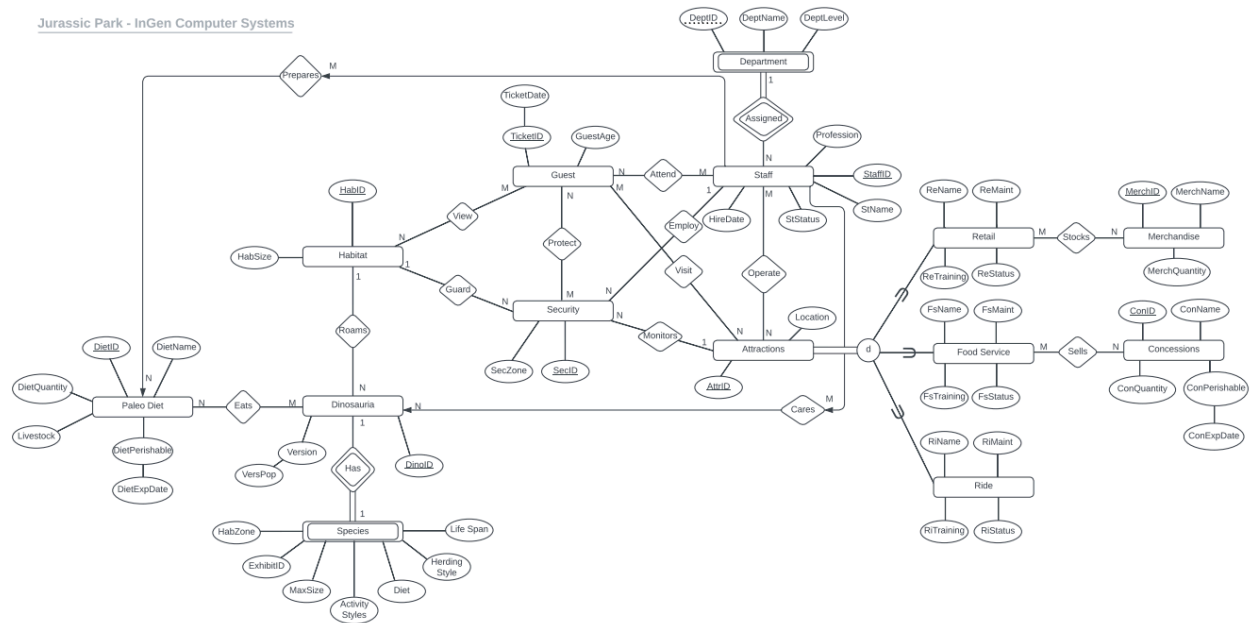 Jurassic Park - InGen Computer Systems
DeptID
DeptName
DeptLevel
Department
1
Assigned
N
Prepares
M
N
TicketDate
TicketID
GuestAge
Guest
M
N
N
M
Attend
M
Staff
Profession
StaffID
StName
StStatus
HireDate
1
M
HabID
HabSize
Habitat
N
1
1
View
Protect
Employ
Visit
Operate
Guard
N
M
N
N
Security
SecZone
SecID
Monitors
1
N
N
Attractions
Location
AttrID
d
Roams
N
DietID
DietName
DietQuantity
Livestock
Paleo Diet
DietPerishable
DietExpDate
N
Eats
M
Dinosauria
N
1
Version
VersPop
DinoID
Cares
M
Has
1
Species
HabZone
ExhibitID
MaxSize
Activity
Styles
Diet
Herding
Style
Life Span
ReName
ReMaint
Retail
ReTraining
ReStatus
M
Stocks
N
MerchID
MerchName
Merchandise
MerchQuantity
FsName
FsMaint
Food Service
FsTraining
FsStatus
M
Sells
N
ConID
ConName
Concessions
ConQuantity
ConPerishable
ConExpDate
RiName
RiMaint
Ride
RiTraining
RiStatus